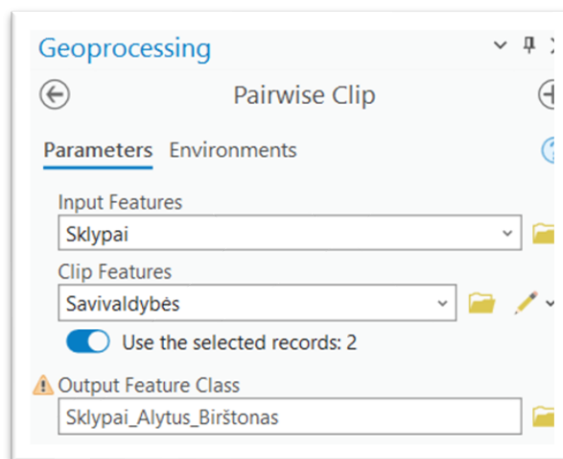 Geoprocessing
Pairwise Clip
Parameters Environments
Input Features
Sklypai
Clip Features
Savivaldybės
Use the selected records: 2
Output Feature Class
Sklypai_Alytus_Birštonas